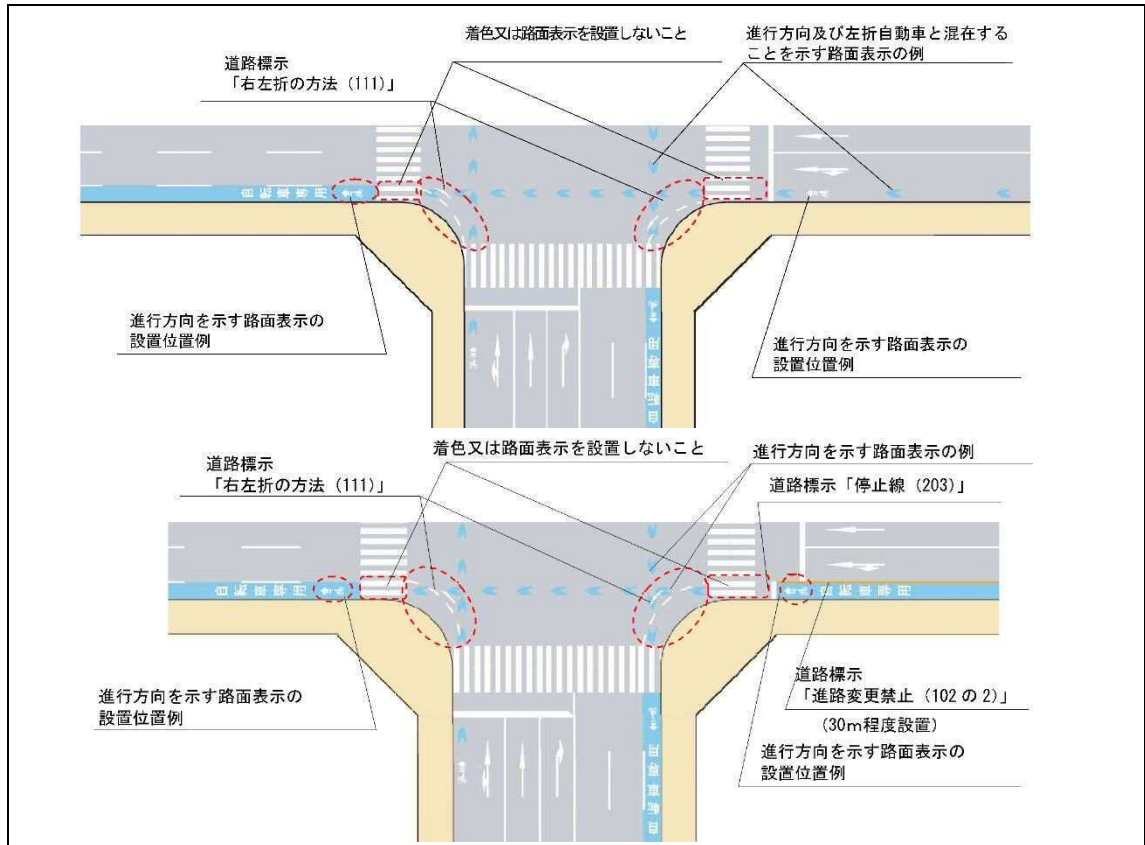 着色又は路面表示を設置しないこと
進行方向及び左折自動車と混在する
ことを示す路面表示の例
道路標示
「右左折の方法（111）」
自転車専用
進行方向を示す路面表示の
設置位置例
進行方向を示す路面表示の
設置位置例
自転車専用
着色又は路面表示を設置しないこと
進行方向を示す路面表示の例
道路標示
「右左折の方法（111）」
道路標示「停止線（203）」
自転車専用
自転車専用
進行方向を示す路面表示の
設置位置例
道路標示
「進路変更禁止（102 の 2）」
（30ｍ程度設置）
進行方向を示す路面表示の
設置位置例
自転車専用